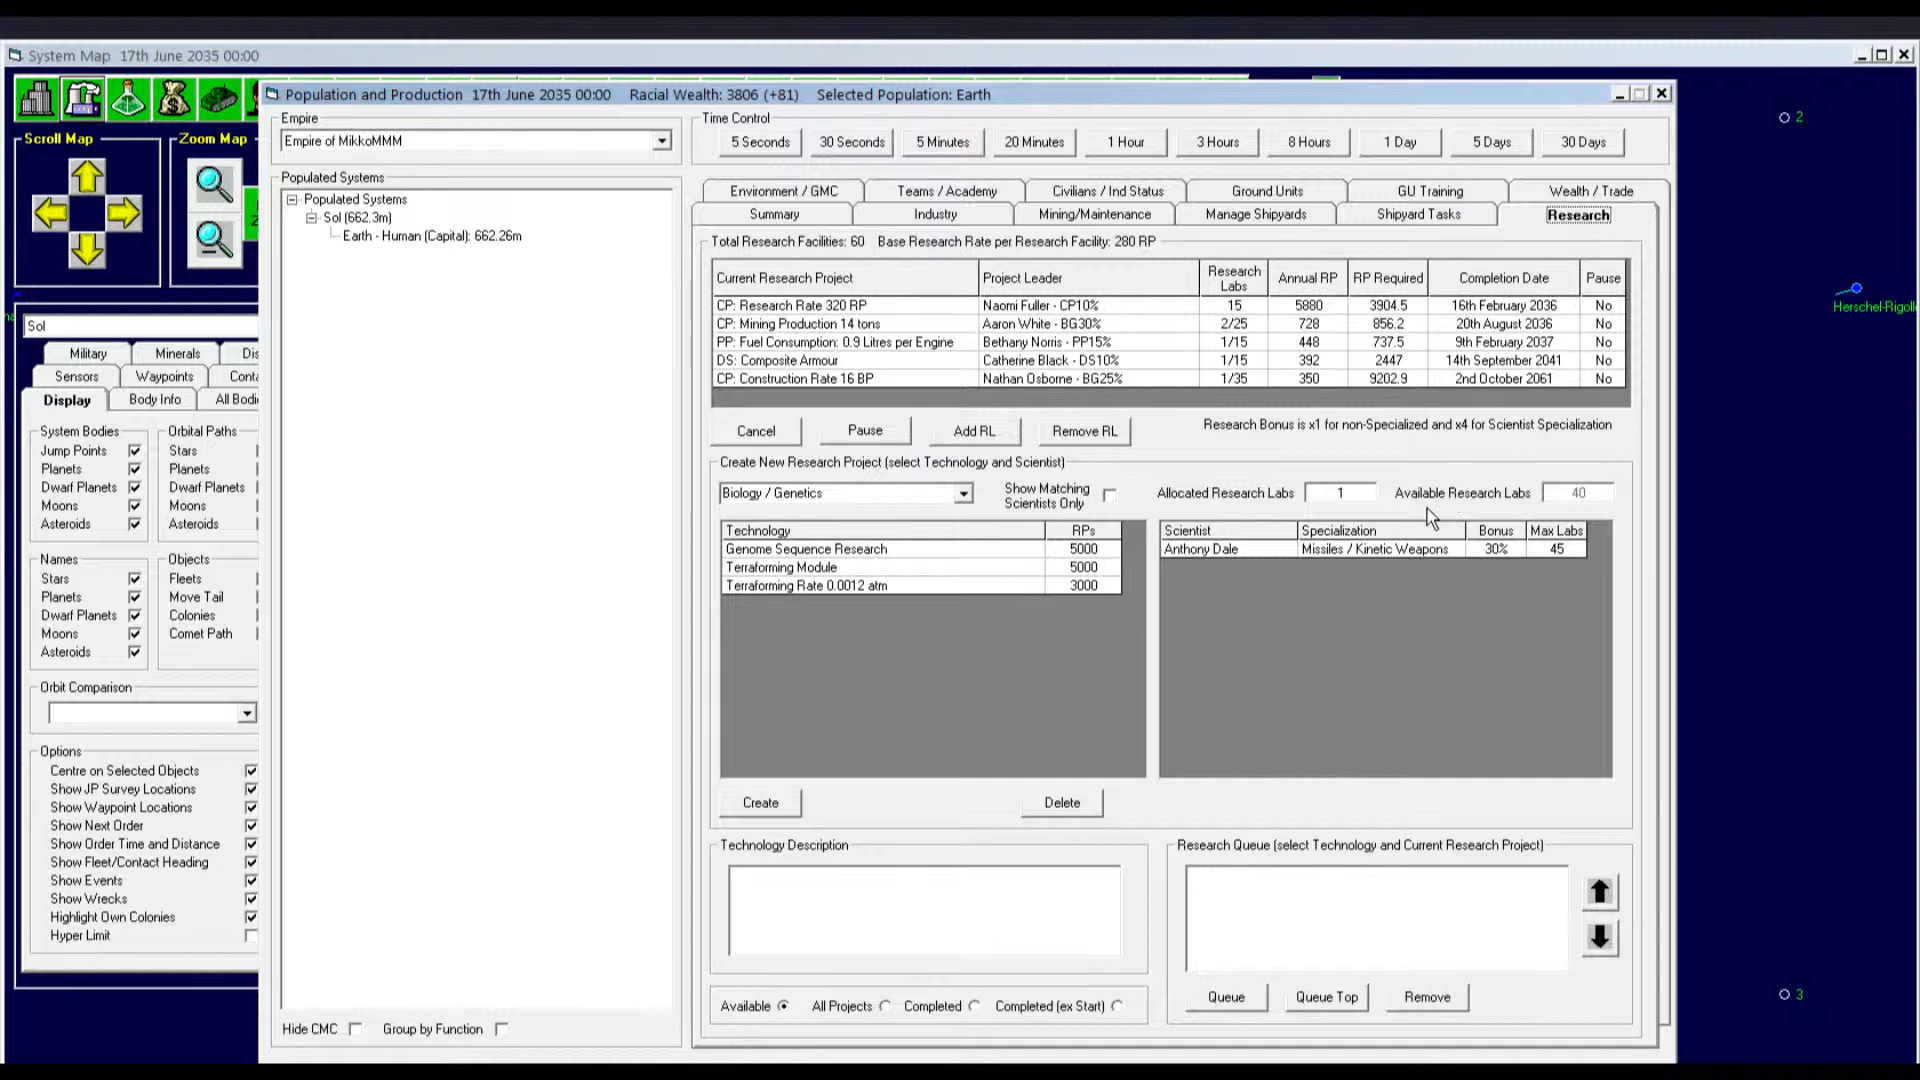 System Map 17th June 2035 00:00
Population and Production 17th June 2035 00:00 Racial Wealth: 3806 (+81) Selected Population: Earth
Scroll Map
Zoom Map
Sol
Military Minerals
Sensors Waypoints
Display Body Info
System Bodies
Jump Points
Planets
Dwarf Planets
Moons
Asteroids
Orbital Paths
Stars
Planets
Dwarf Planets
Moons
Asteroids
Names
Stars
Planets
Dwarf Planets
Moons
Asteroids
Objects
Fleets
Move Tail
Colonies
Comet Path
Orbit Comparison
Options
Centre on Selected Objects
Show JP Survey Locations
Show Waypoint Locations
Show Next Order
Show Order Time and Distance
Show Fleet/Contact Heading
Show Events
Show Wrecks
Highlight Own Colonies
Hyper Limit
Empire
Empire of MikkoMMM
Populated Systems
Populated Systems
Sol (662.3m)
Earth - Human (Capital): 662.26m
Hide CMC Group by Function
Time Control
5 Seconds 30 Seconds 5 Minutes 20 Minutes 1 Hour 3 Hours 8 Hours 1 Day 5 Days 30 Days
Environment / GMC Teams / Academy Civilians / Ind Status Ground Units GU Training Wealth / Trade
Summary Industry Mining/Maintenance Manage Shipyards Shipyard Tasks Research
Total Research Facilities: 60 Base Research Rate per Research Facility: 280 RP
Current Research Project Project Leader Research Labs Annual RP RP Required Completion Date Pause
CP: Research Rate 320 RP Naomi Fuller - CP10% 15 5880 3904.5 16th February 2036 No
CP: Mining Production 14 tons Aaron White - BG30% 2/25 728 856.2 20th August 2036 No
PP: Fuel Consumption: 0.9 Litres per Engine Bethany Norris - PP15% 1/15 448 737.5 9th February 2037 No
DS: Composite Armour Catherine Black - DS10% 1/15 392 2447 14th September 2041 No
CP: Construction Rate 16 BP Nathan Osborne - BG25% 1/35 350 9202.9 2nd October 2061 No
Cancel Pause Add RL Remove RL Research Bonus is x1 for non-Specialized and x4 for Scientist Specialization
Create New Research Project (select Technology and Scientist)
Biology / Genetics
Show Matching
Scientists Only
Allocated Research Labs 1 Available Research Labs 40
Technology RPs
Genome Sequence Research 5000
Terraforming Module 5000
Terraforming Rate 0.0012 atm 3000
Scientist Specialization Bonus Max Labs
Anthony Dale Missiles / Kinetic Weapons 30% 45
Create Delete
Technology Description
Research Queue (select Technology and Current Research Project)
Available All Projects Completed Completed (ex Start)
Queue Queue Top Remove
2
3